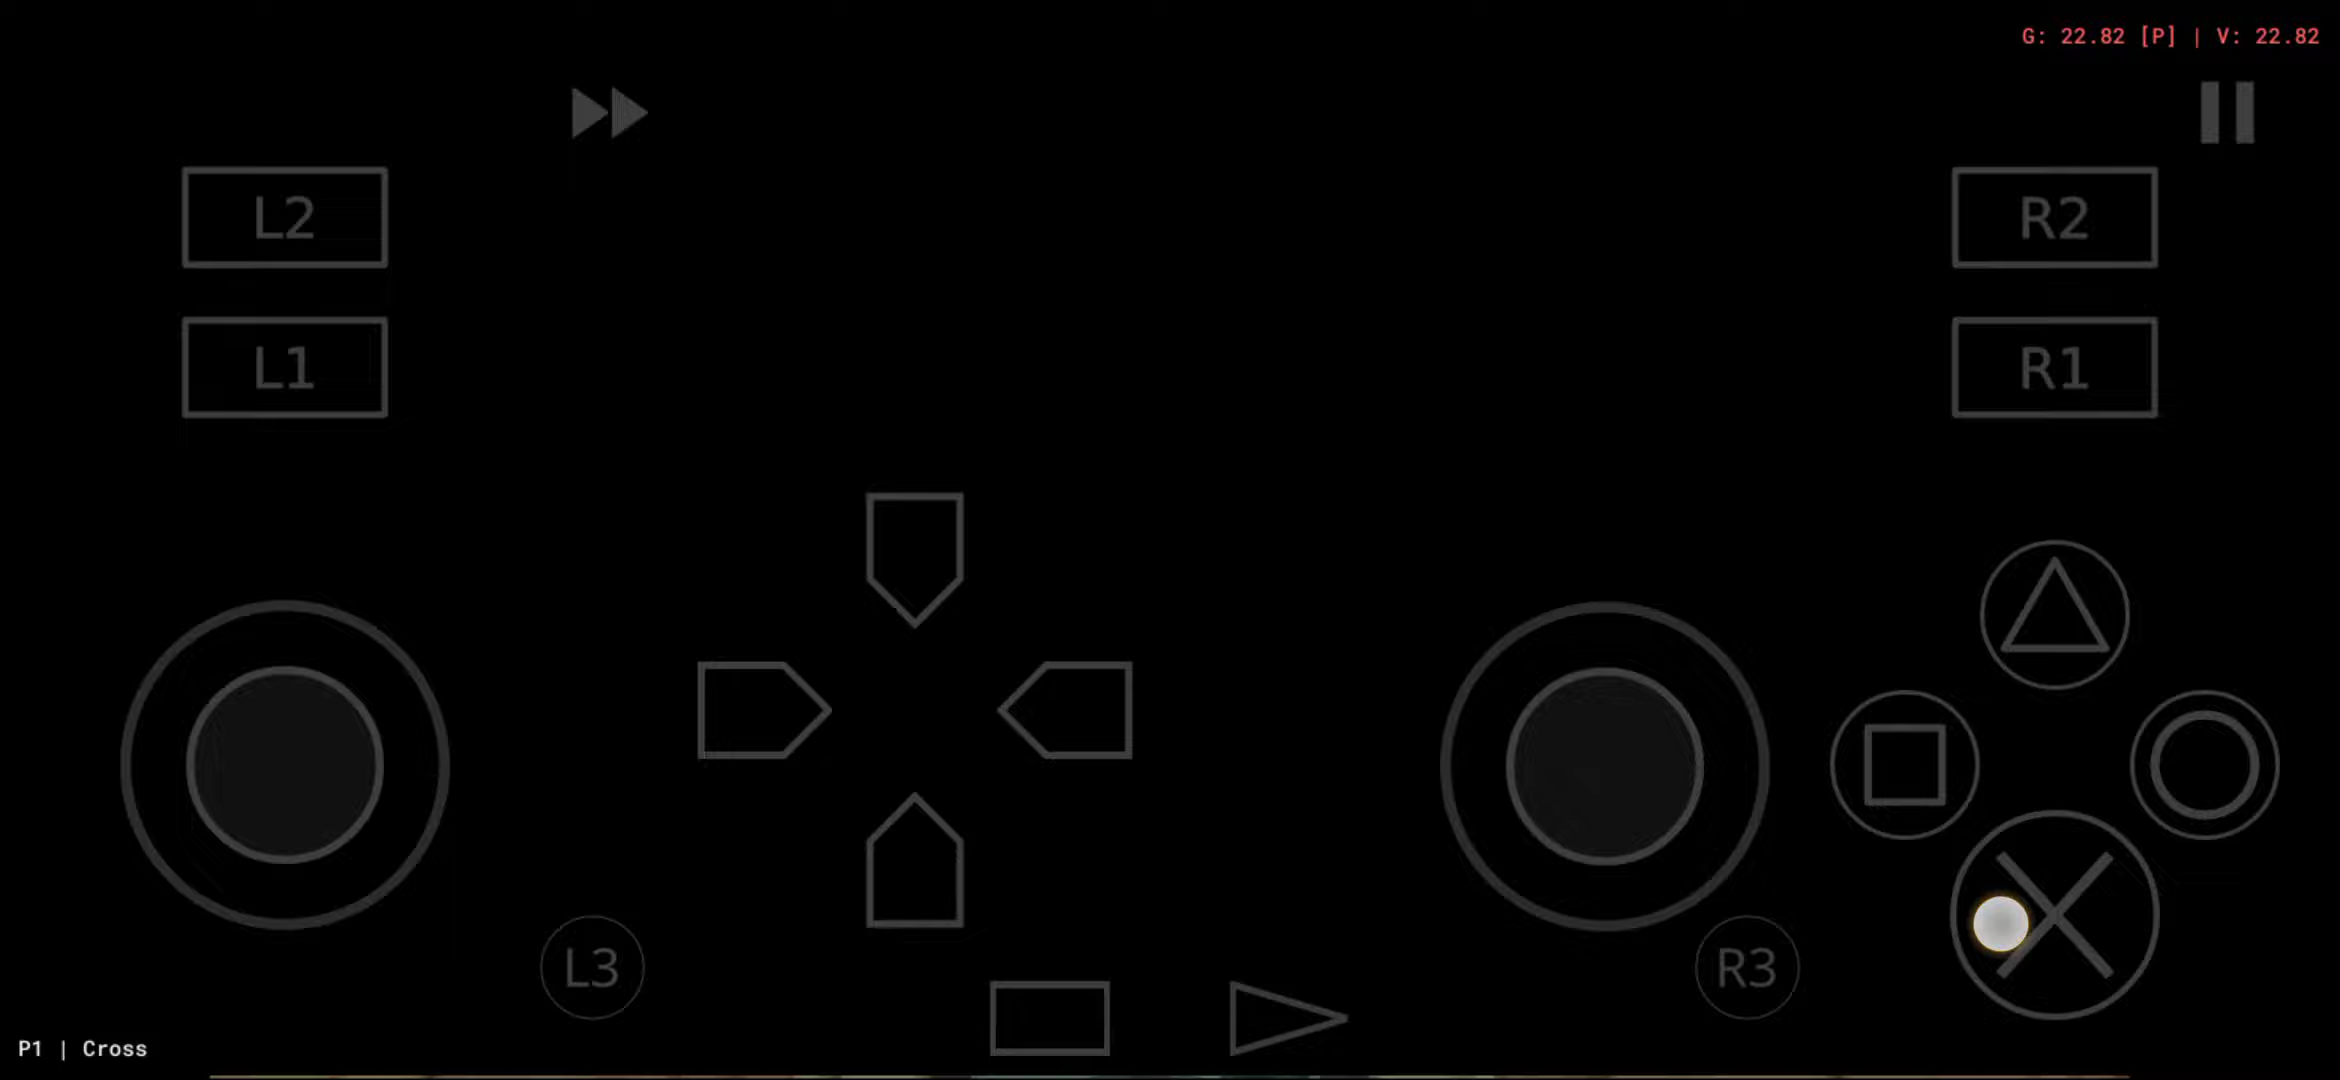 G: 22.82 [P] | V: 22.82
L2
R2
L1
R1
L3
R3
P1 | Cross